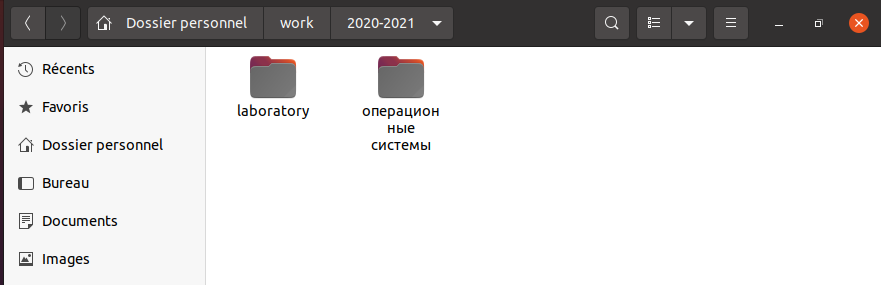 Dossier personnel work 2020-2021
Récents
Favoris
Dossier personnel
Bureau
Documents
Images
laboratory
операцион
ные
системы